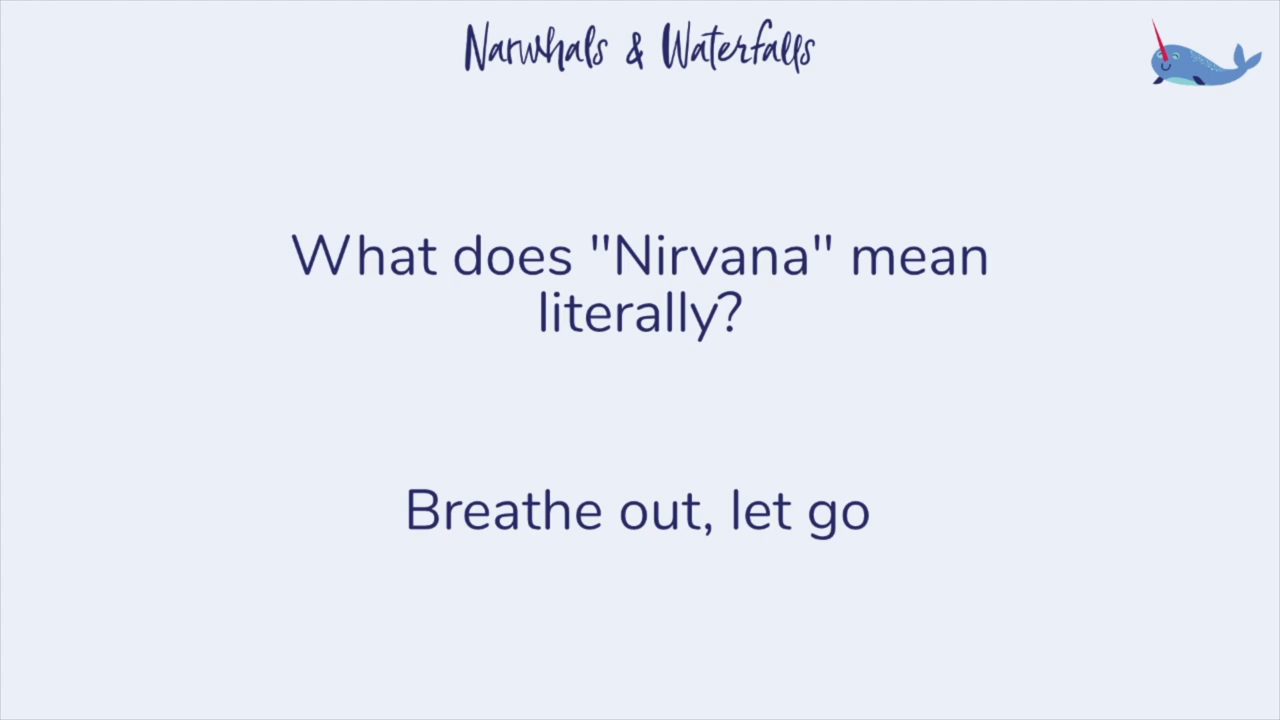 Narwhals & Waterfalls
What does "Nirvana" mean
literally?
Breathe out, let go